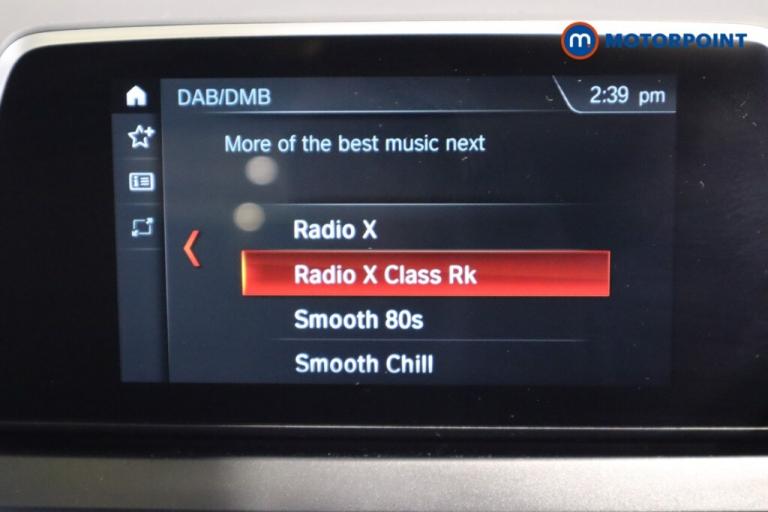 m MOTORPOINT
DAB/DMB
2:39 pm
More of the best music next
Radio X
Radio X Class Rk
Smooth 80s
Smooth Chill